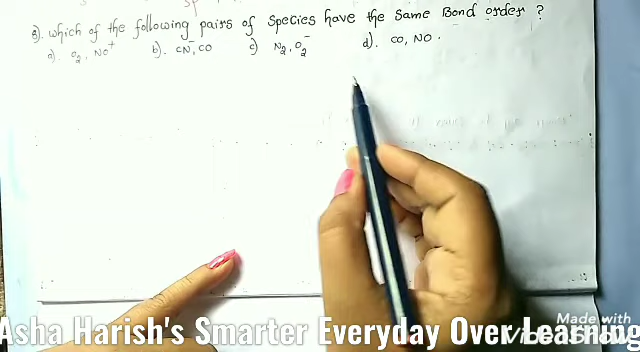 8). which of the following pairs of species have the same Bond order ?
a). O₂, NO⁺ b). CN⁻, CO c) N₂, O₂⁻ d). CO, NO.
Made with
VideoShow
Asha Harish's Smarter Everyday Over Learning